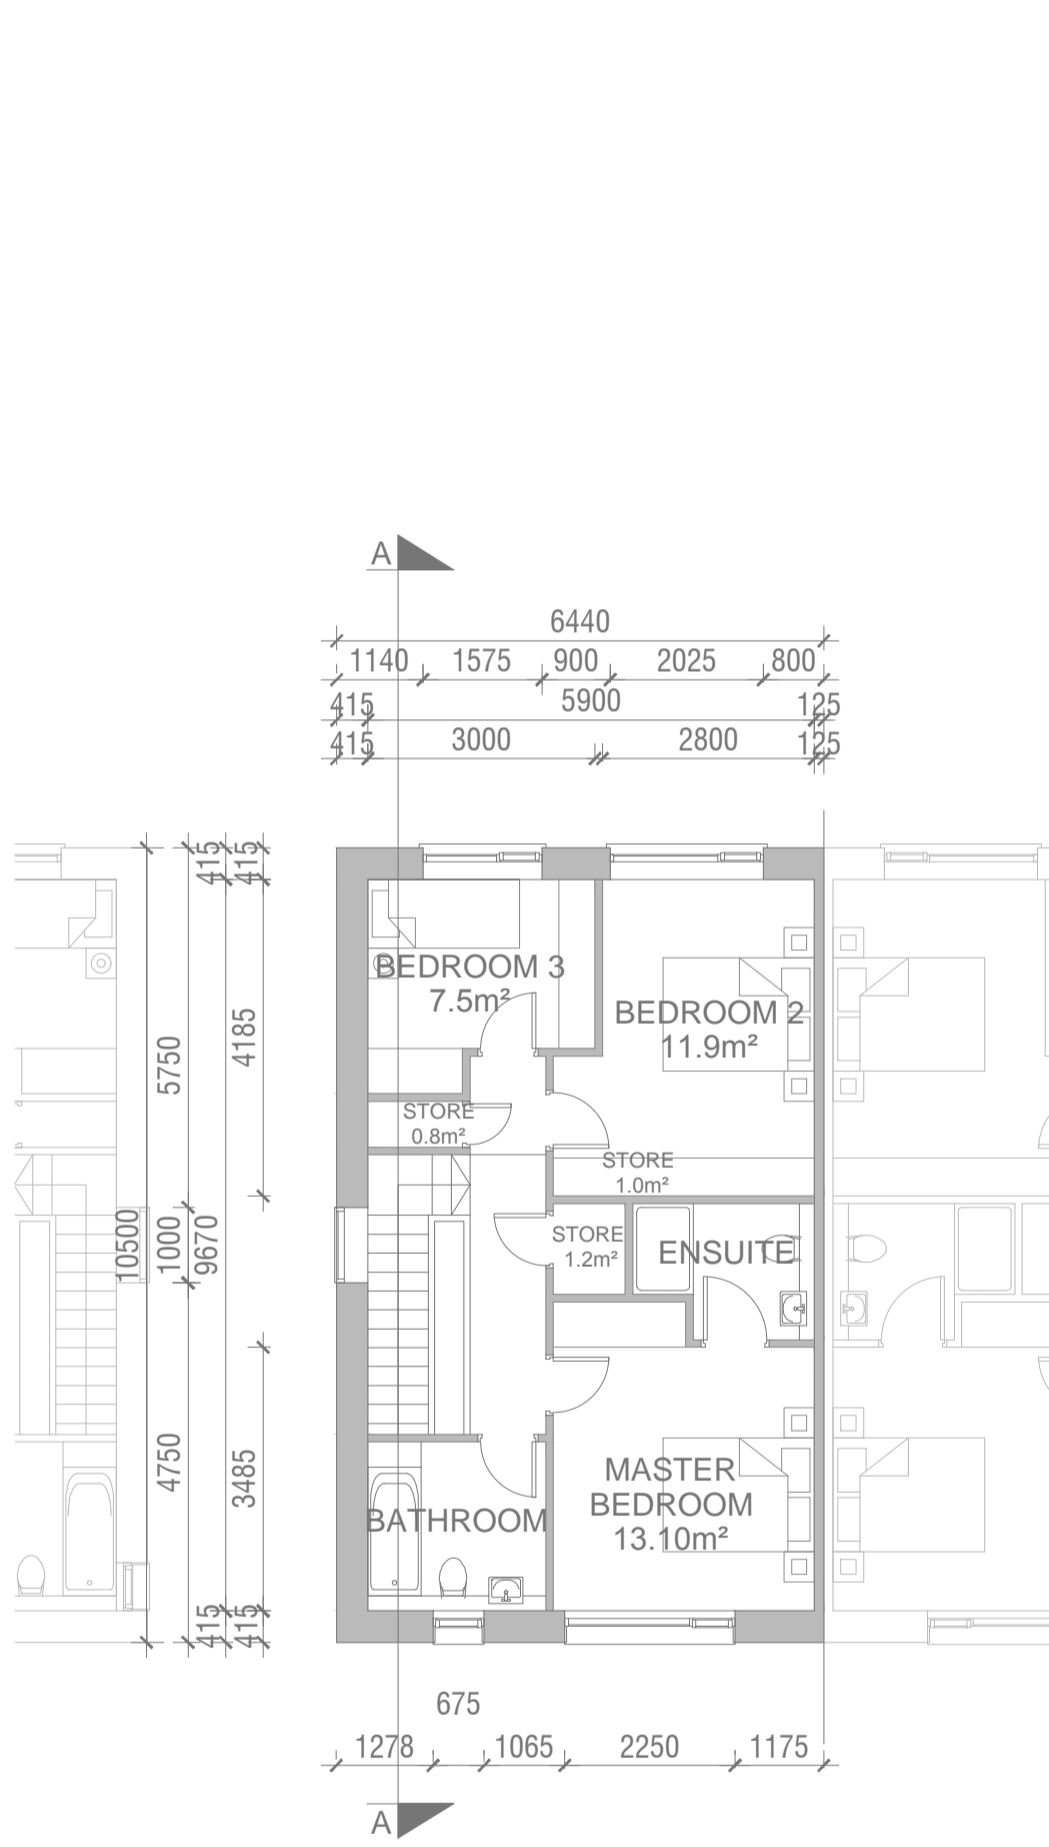 A
6440
1140 1575 900 2025 800
415 5900 125
415 3000 2800 125
415 415
4185
5750
10500 1000 9670
4750
3485
415 415
BEDROOM 3
7.5m²
BEDROOM 2
11.9m²
STORE
0.8m²
STORE
1.0m²
STORE
1.2m²
ENSUITE
MASTER
BEDROOM
13.10m²
BATHROOM
675
1278 1065 2250 1175
A